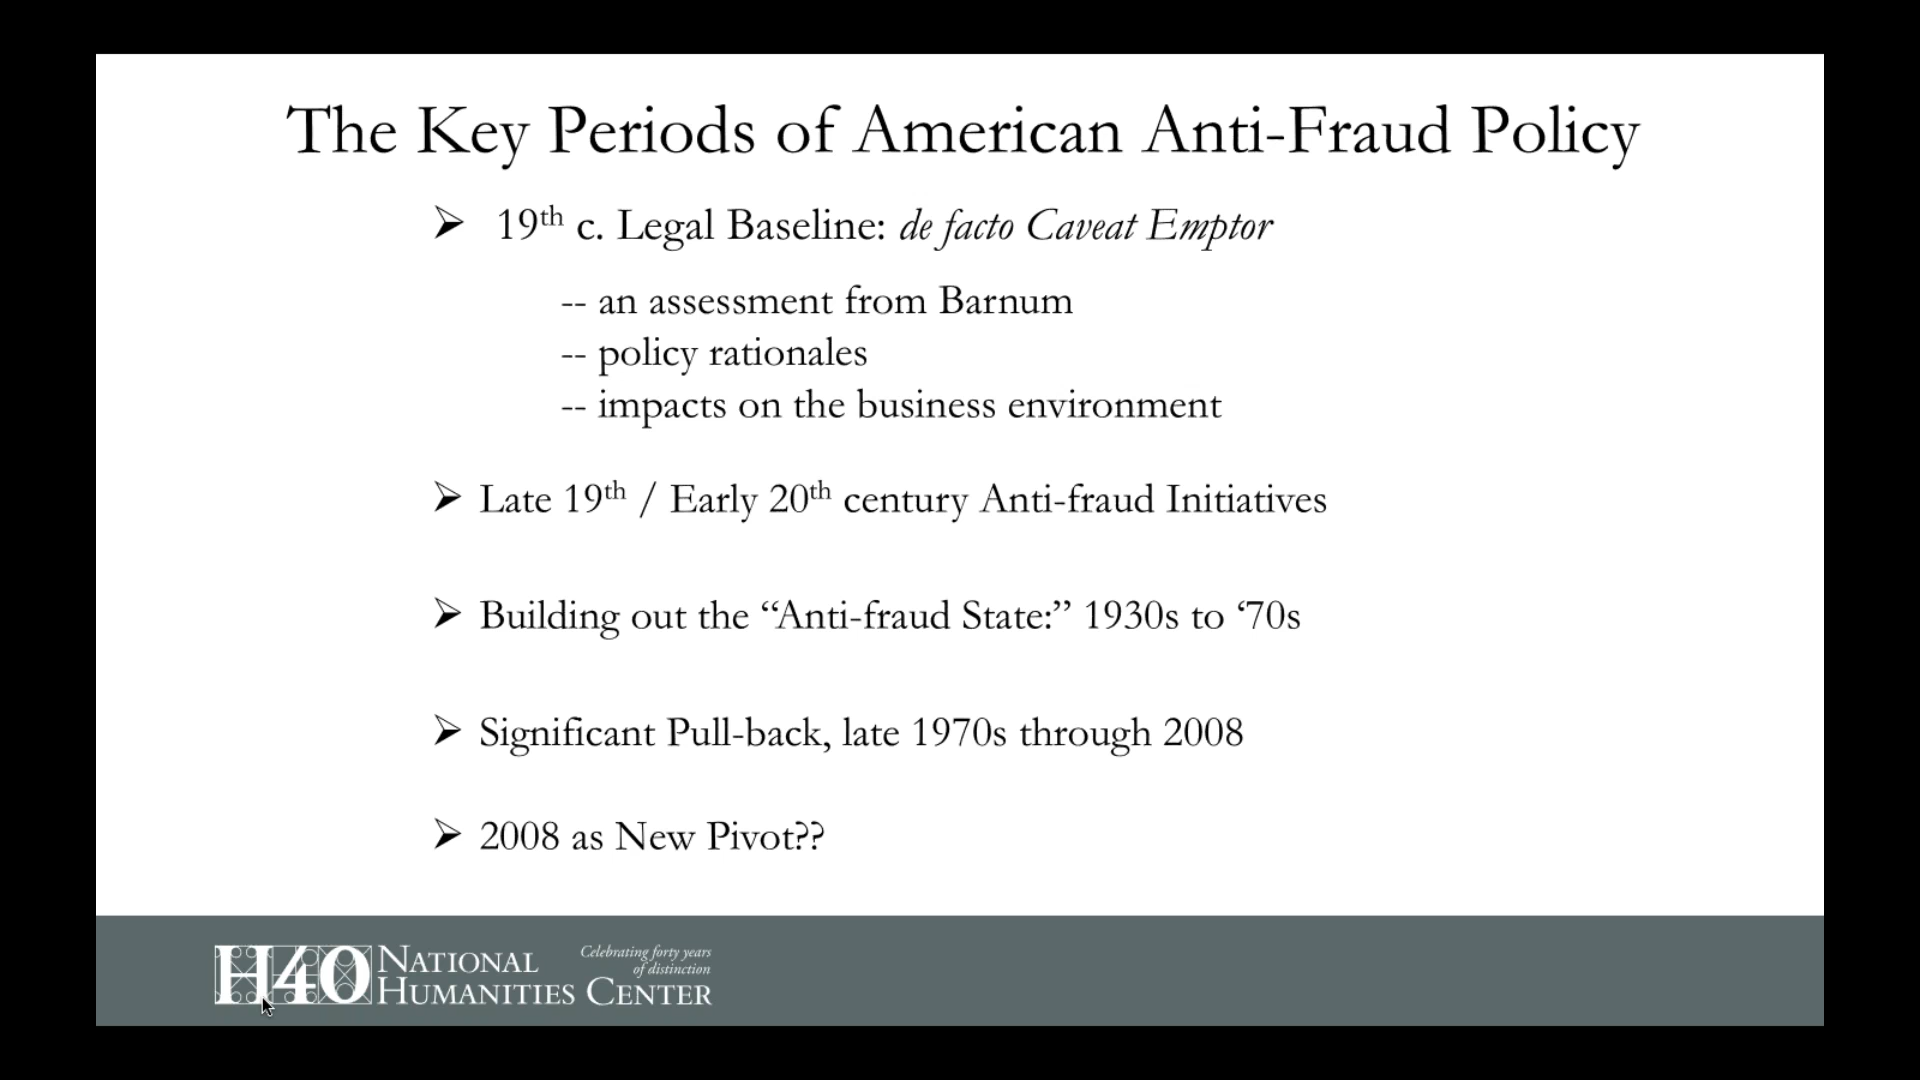 The Key Periods of American Anti-Fraud Policy
➢ 19th c. Legal Baseline: de facto Caveat Emptor
-- an assessment from Barnum
-- policy rationales
-- impacts on the business environment
➢ Late 19th / Early 20th century Anti-fraud Initiatives
➢ Building out the “Anti-fraud State:” 1930s to ‘70s
➢ Significant Pull-back, late 1970s through 2008
➢ 2008 as New Pivot??
H40 NATIONAL HUMANITIES CENTER
Celebrating forty years
of distinction